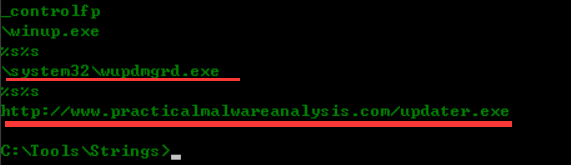 _controlfp
\winup.exe
%s%s
\system32\wupdmgrd.exe
%s%s
http://www.practicalmalwareanalysis.com/updater.exe
C:\Tools\Strings>